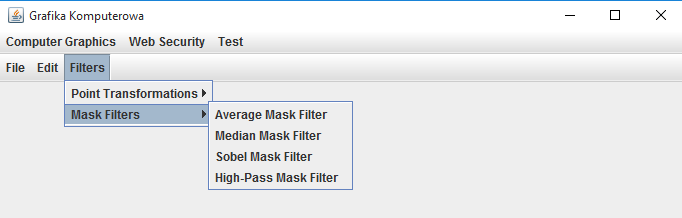 Grafika Komputerowa
Computer Graphics Web Security Test
File Edit Filters
Point Transformations
Mask Filters
Average Mask Filter
Median Mask Filter
Sobel Mask Filter
High-Pass Mask Filter